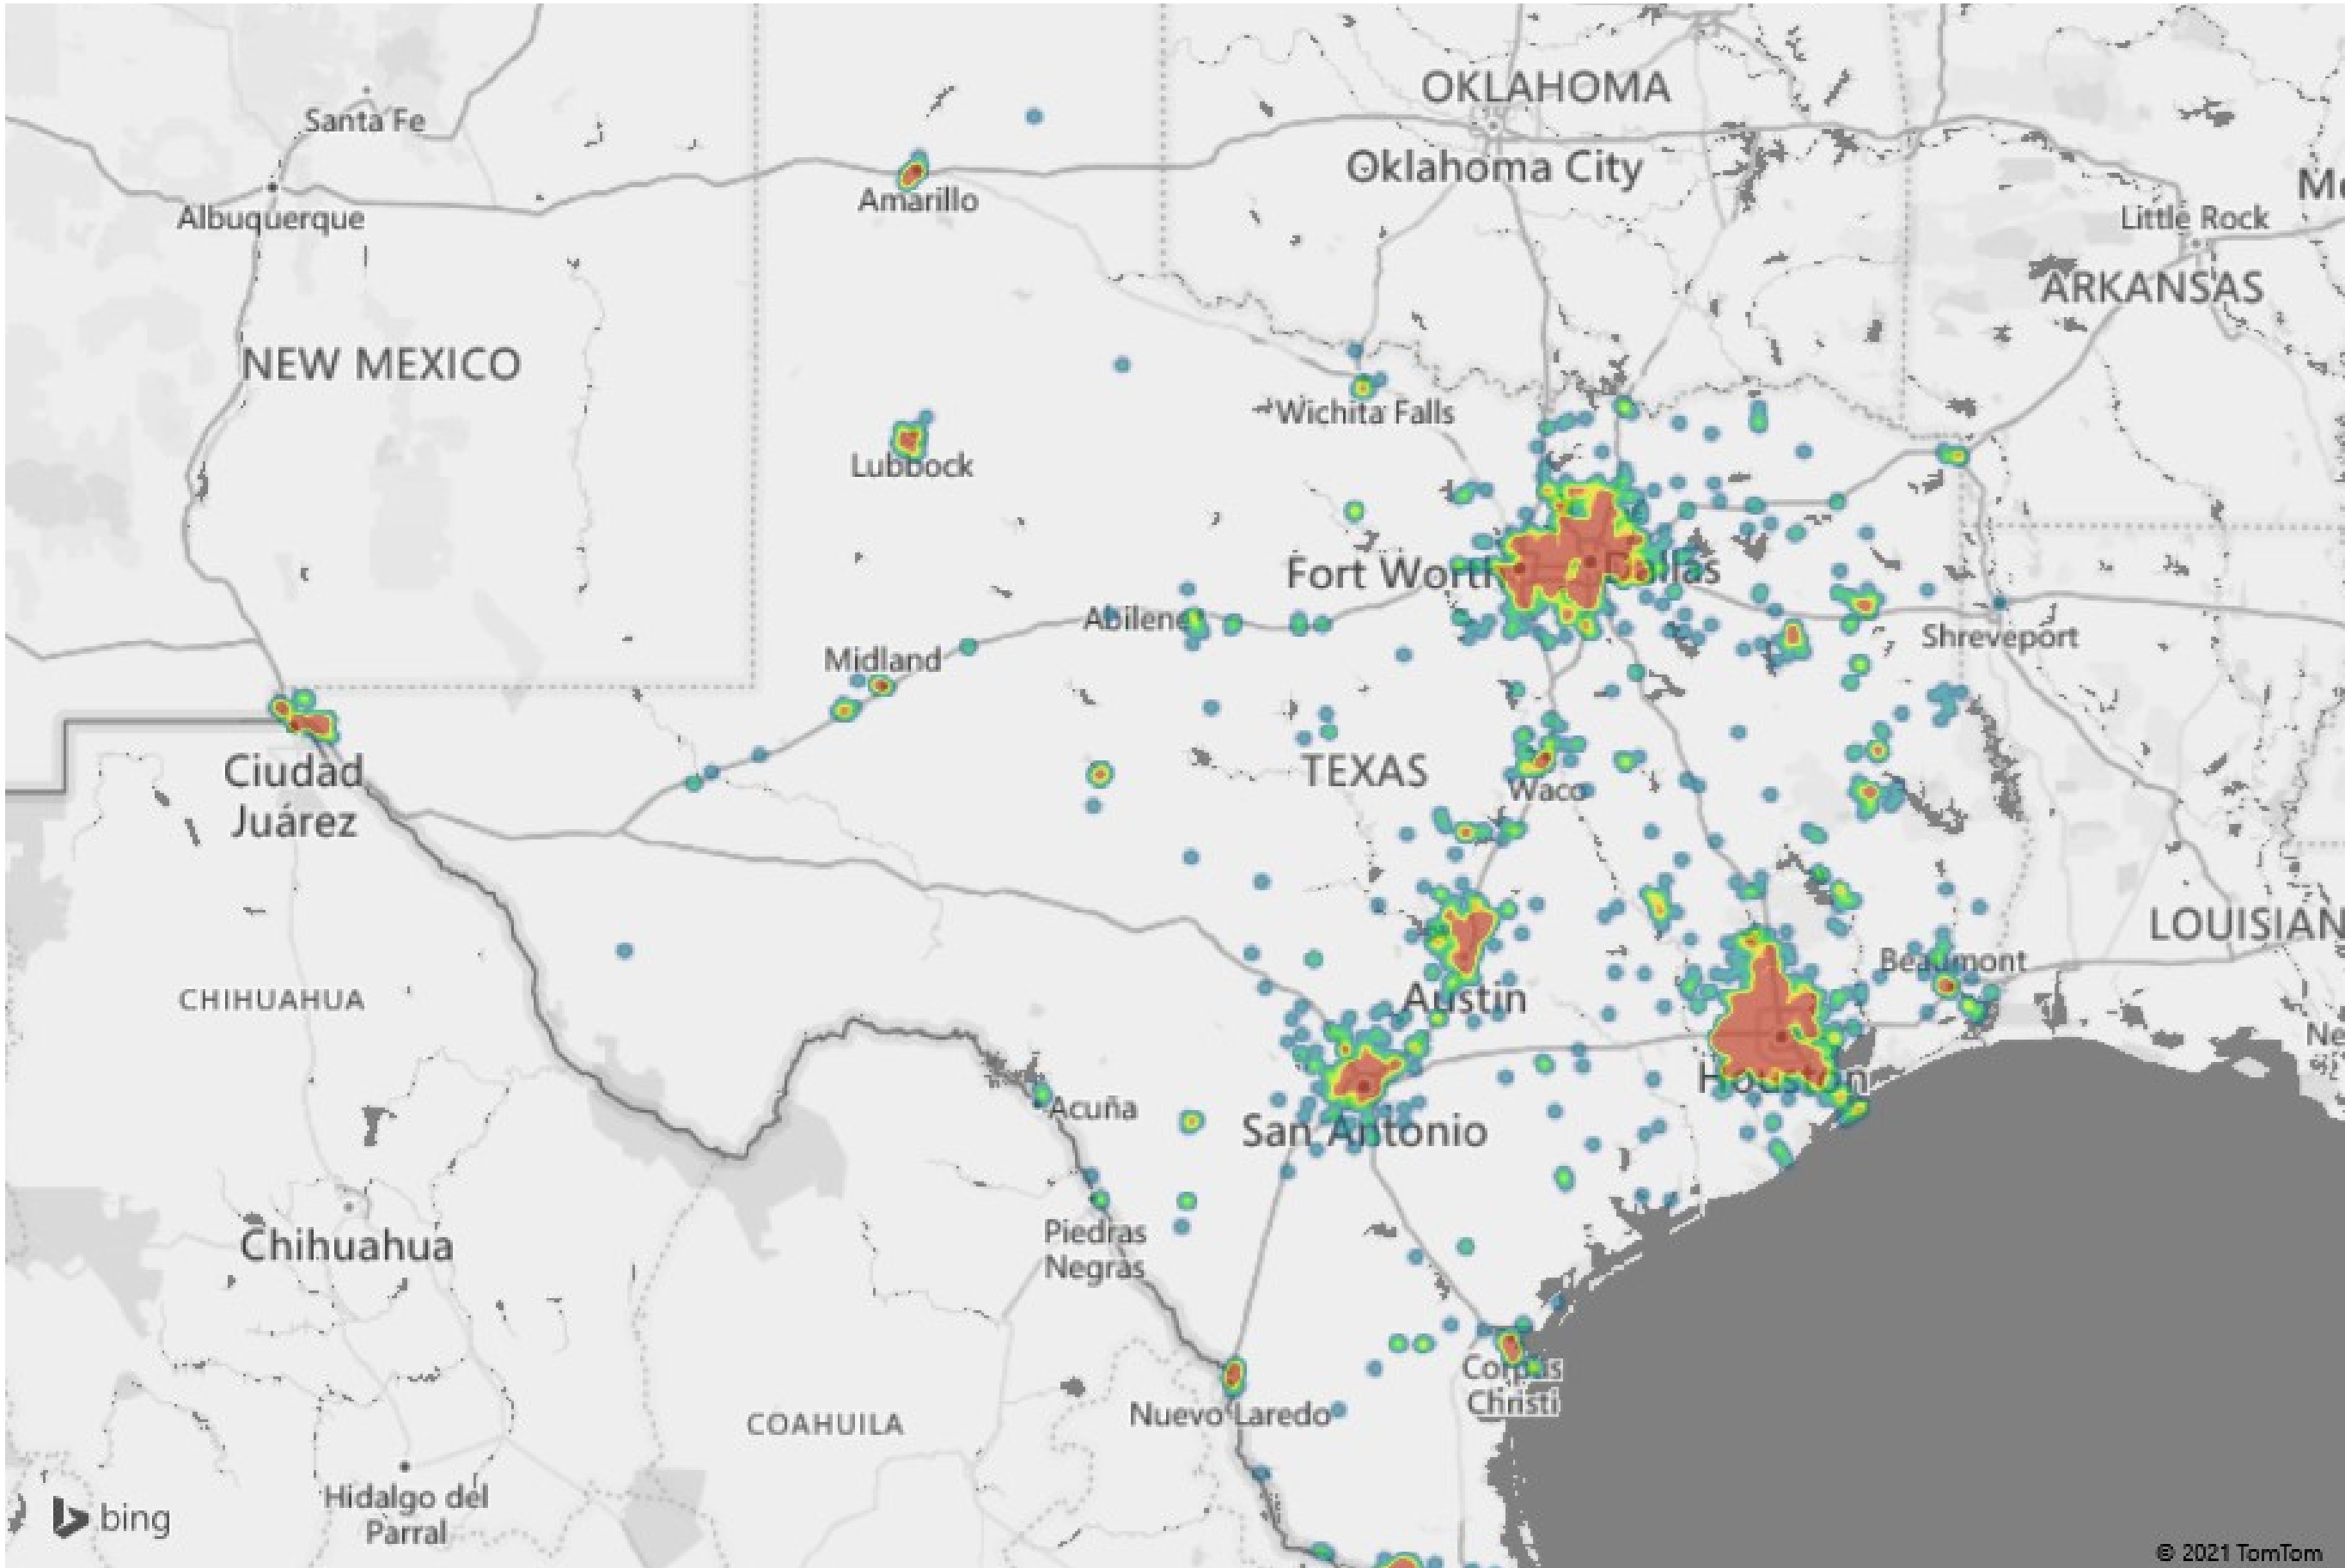 OKLAHOMA
Santa Fe
Oklahoma City
Amarillo
Albuquerque
Little Rock
ARKANSAS
NEW MEXICO
Wichita Falls
Lubbock
Fort Worth
Dallas
Abilene
Shreveport
Midland
Ciudad
Juárez
TEXAS
Waco
LOUISIAN
Beaumont
CHIHUAHUA
Austin
Houston
Acuña
San Antonio
Piedras
Negras
Chihuahua
Corpus
Christi
Nuevo Laredo
COAHUILA
Hidalgo del
Parral
bing
© 2021 TomTom